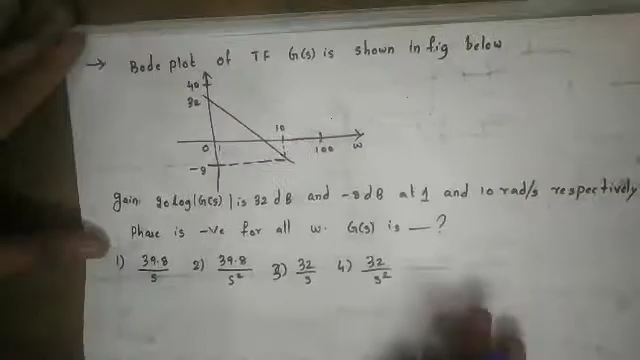 → Bode plot of TF G(s) is shown in fig below
40
32
10
0 1
100 w
-8
gain 20 log|G(s)| is 32 dB and -8 dB at 1 and 10 rad/s respectively
Phase is -ve for all w. G(s) is — ?
1) 39.8/s 2) 39.8/s² 3) 32/s 4) 32/s²